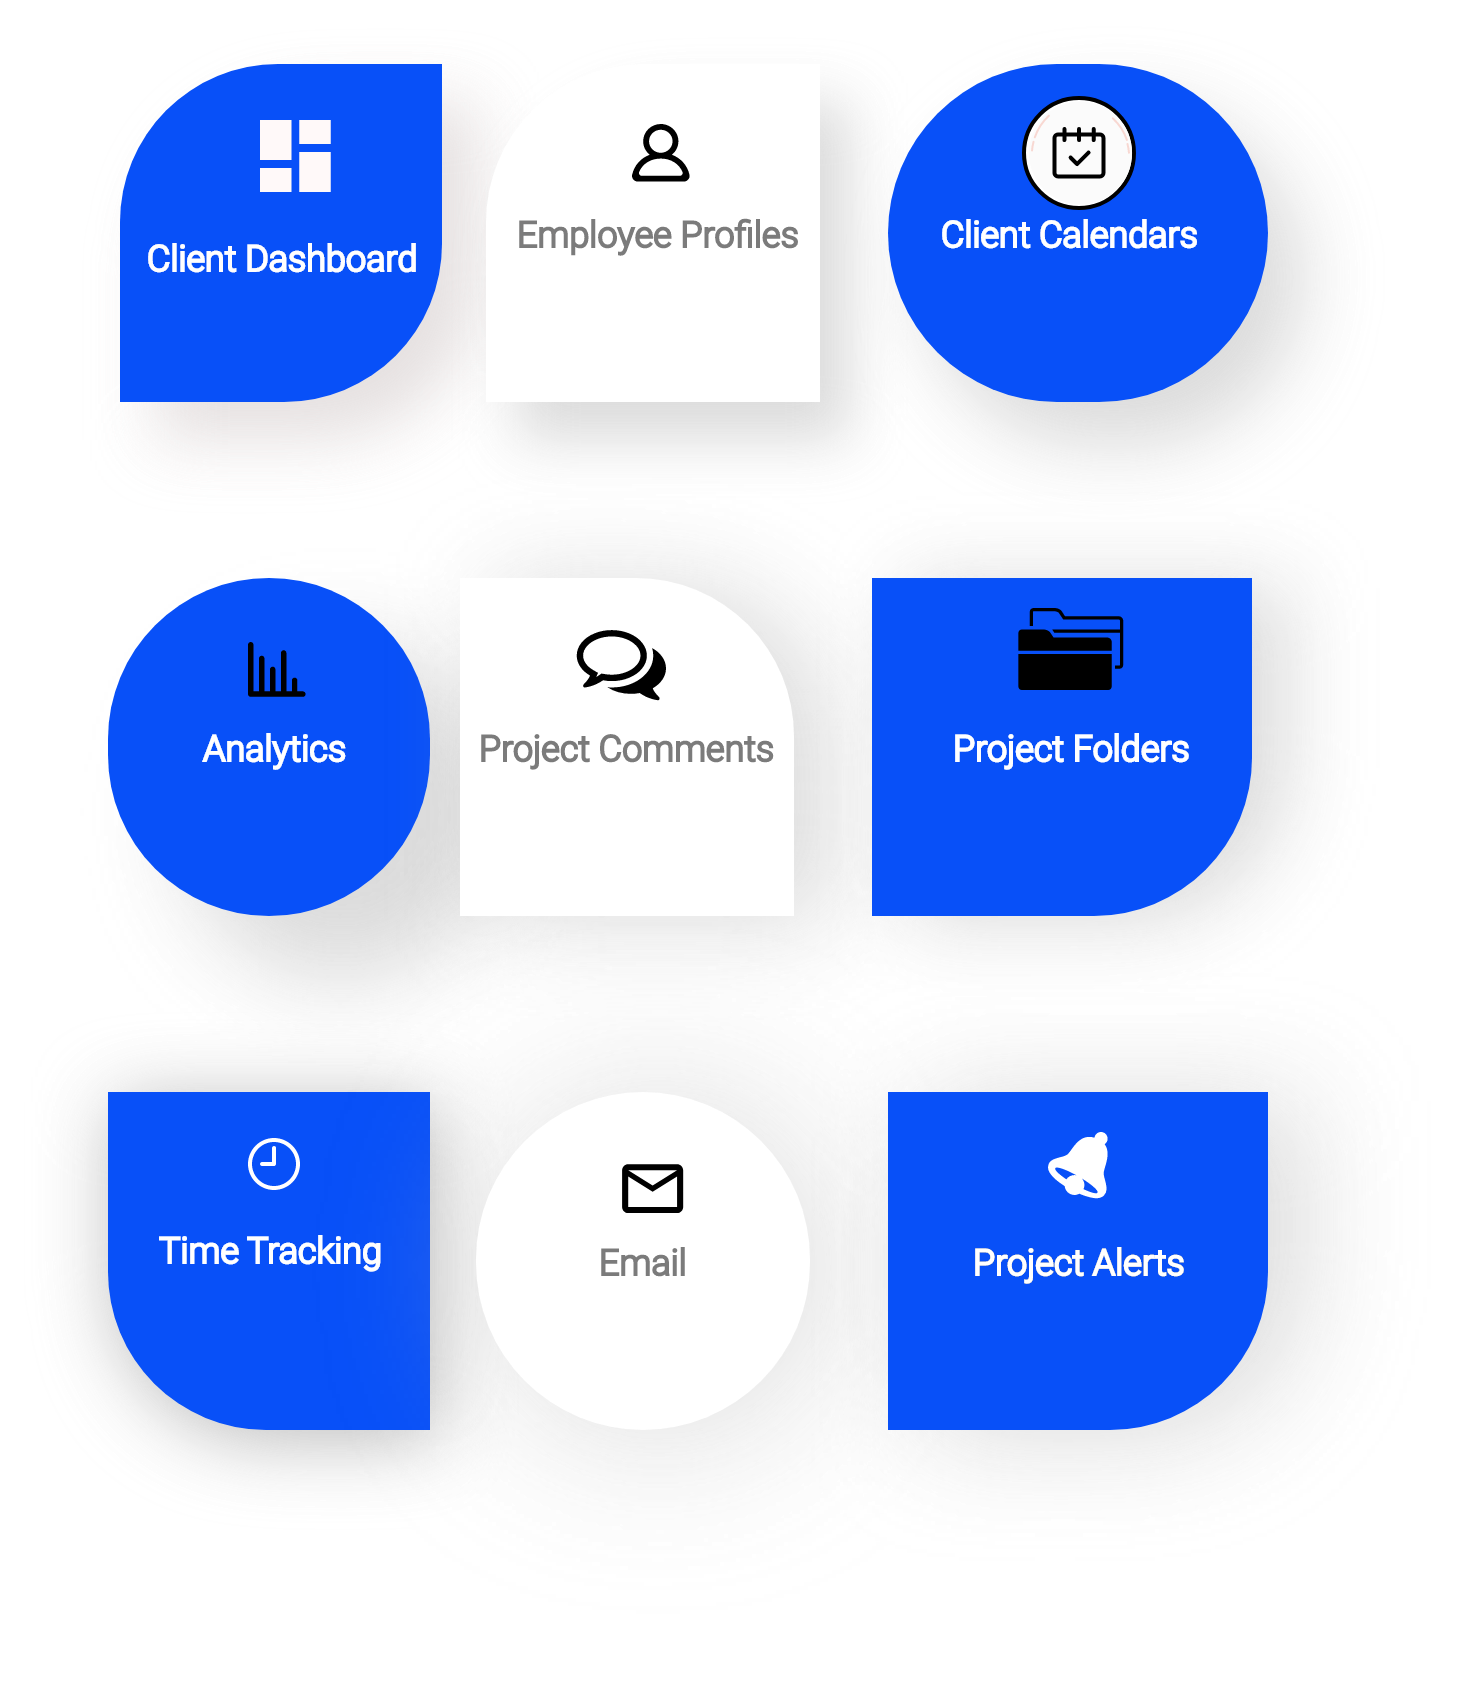 Client Dashboard
Employee Profiles
Client Calendars
Analytics
Project Comments
Project Folders
Time Tracking
Email
Project Alerts